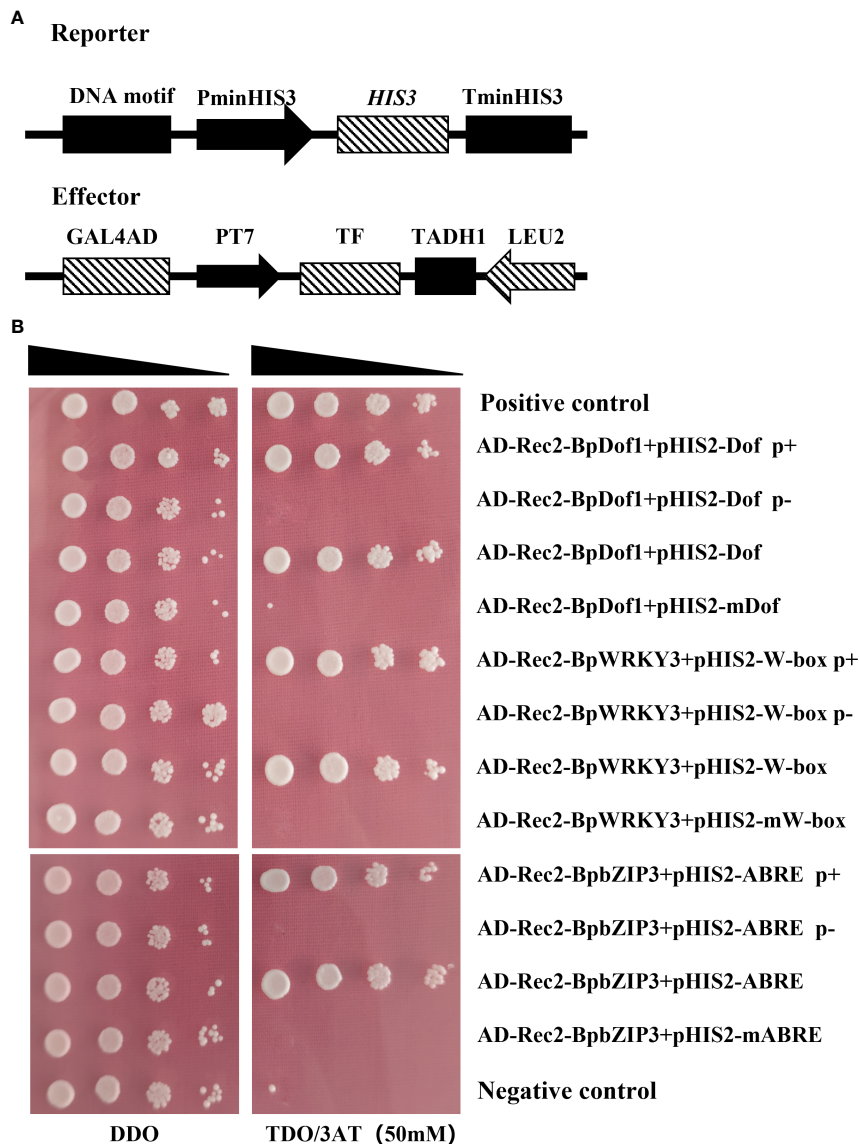 A
Reporter
DNA motif PminHIS3 HIS3 TminHIS3
Effector
GAL4AD PT7 TF TADH1 LEU2
B
Positive control
AD-Rec2-BpDof1+pHIS2-Dof p+
AD-Rec2-BpDof1+pHIS2-Dof p-
AD-Rec2-BpDof1+pHIS2-Dof
AD-Rec2-BpDof1+pHIS2-mDof
AD-Rec2-BpWRKY3+pHIS2-W-box p+
AD-Rec2-BpWRKY3+pHIS2-W-box p-
AD-Rec2-BpWRKY3+pHIS2-W-box
AD-Rec2-BpWRKY3+pHIS2-mW-box
AD-Rec2-BpbZIP3+pHIS2-ABRE p+
AD-Rec2-BpbZIP3+pHIS2-ABRE p-
AD-Rec2-BpbZIP3+pHIS2-ABRE
AD-Rec2-BpbZIP3+pHIS2-mABRE
Negative control
DDO TDO/3AT（50mM）